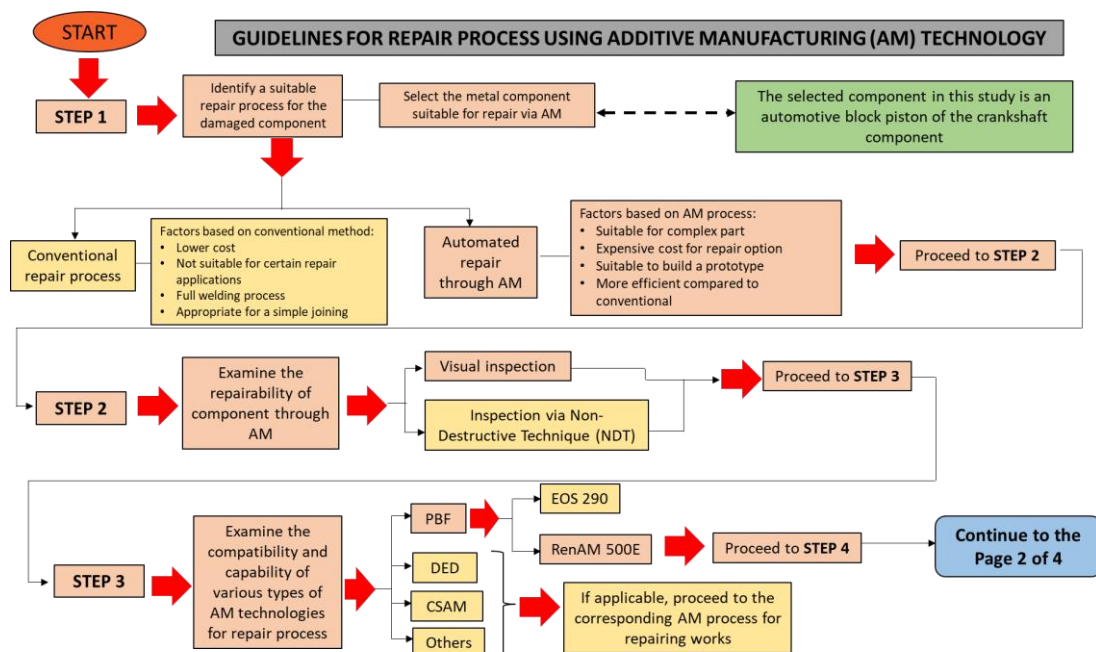 START
GUIDELINES FOR REPAIR PROCESS USING ADDITIVE MANUFACTURING (AM) TECHNOLOGY
STEP 1
Identify a suitable
repair process for the
damaged component
Select the metal component
suitable for repair via AM
The selected component in this study is an
automotive block piston of the crankshaft
component
Conventional
repair process
Factors based on conventional method:
• Lower cost
• Not suitable for certain repair
applications
• Full welding process
• Appropriate for a simple joining
Automated
repair
through AM
Factors based on AM process:
• Suitable for complex part
• Expensive cost for repair option
• Suitable to build a prototype
• More efficient compared to
conventional
Proceed to STEP 2
STEP 2
Examine the
repairability of
component through
AM
Visual inspection
Inspection via Non-
Destructive Technique (NDT)
Proceed to STEP 3
STEP 3
Examine the
compatibility and
capability of
various types of
AM technologies
for repair process
PBF
DED
CSAM
Others
EOS 290
RenAM 500E
Proceed to STEP 4
Continue to the
Page 2 of 4
If applicable, proceed to the
corresponding AM process for
repairing works